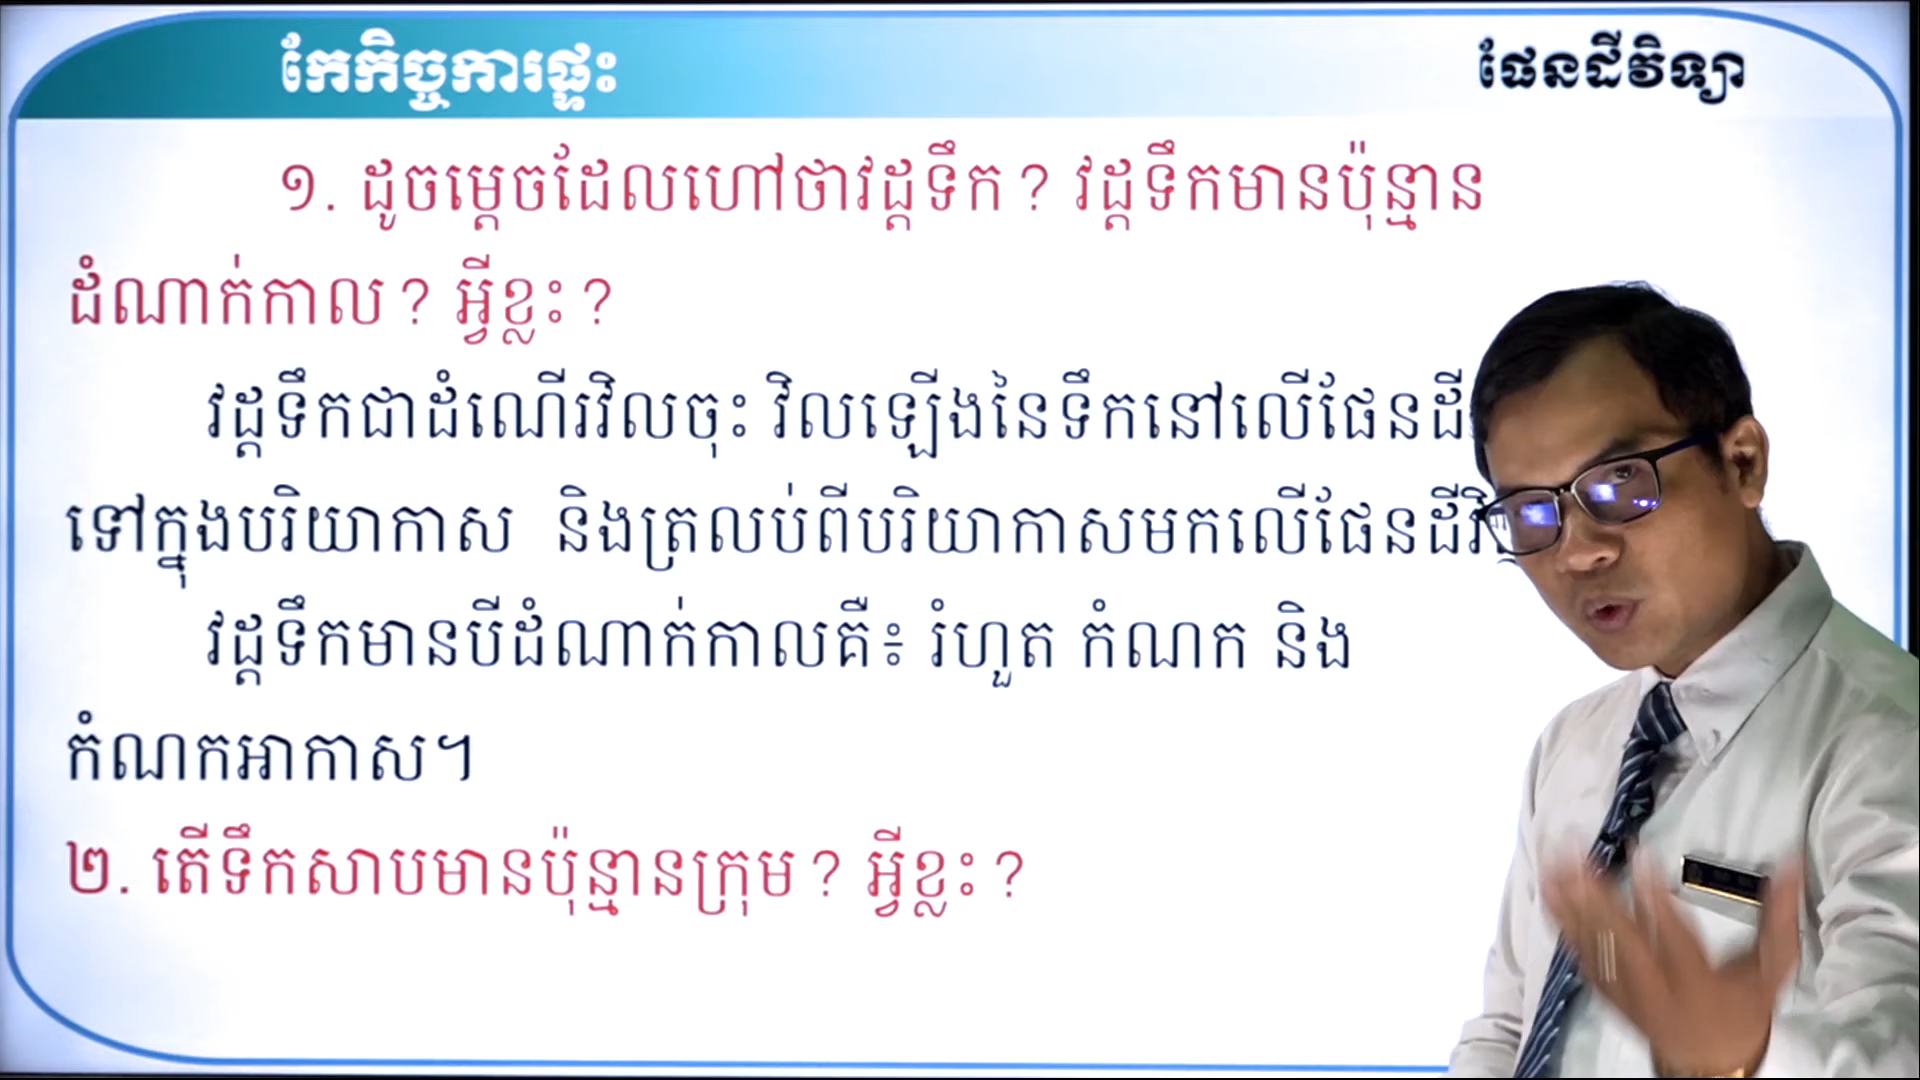 កែកិច្ចការផ្ទះ
ផែនដីវិទ្យា
១. ដូចម្ដេចដែលហៅថាវដ្ដទឹក? វដ្ដទឹកមានប៉ុន្មាន
ដំណាក់កាល? អ្វីខ្លះ?
វដ្ដទឹកជាដំណើរវិលចុះ វិលឡើងនៃទឹកនៅលើផែនដី
ទៅក្នុងបរិយាកាស និងត្រលប់ពីបរិយាកាសមកលើផែនដី
វដ្ដទឹកមានបីដំណាក់កាលគឺ៖ រំហួត កំណក និង
កំណកអាកាស។
២. តើទឹកសាបមានប៉ុន្មានក្រុម? អ្វីខ្លះ?